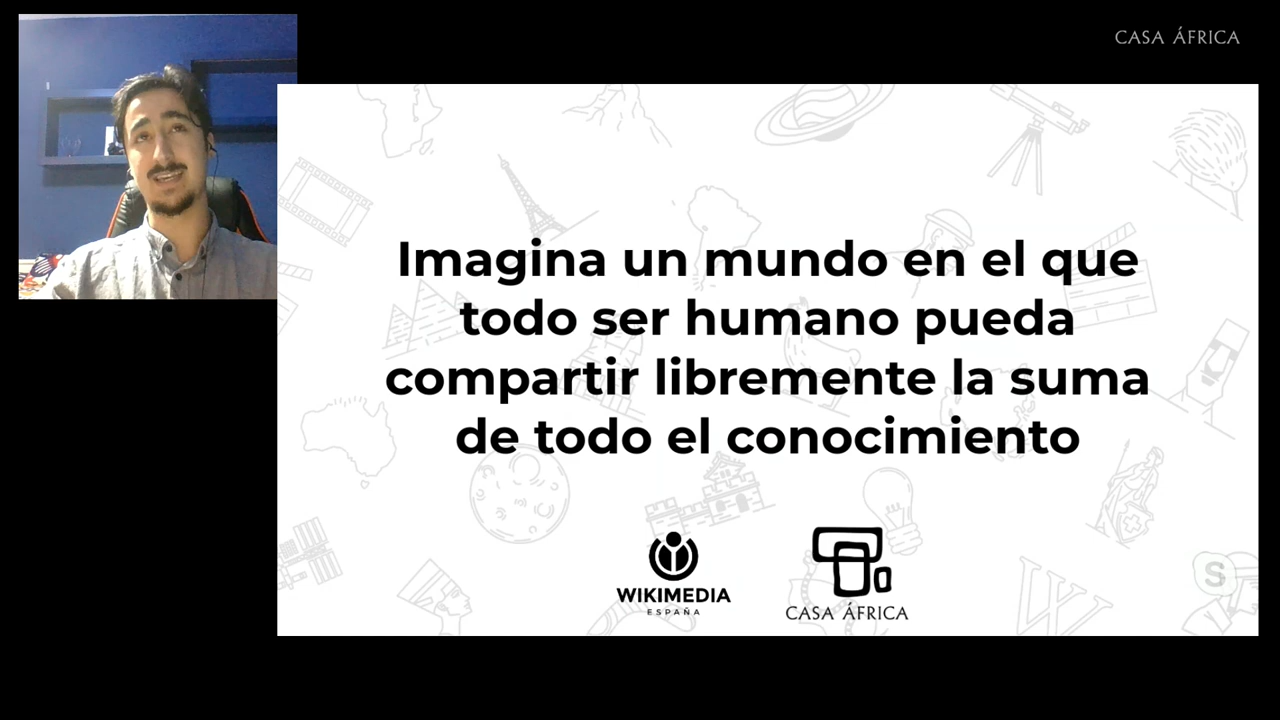 CASA ÁFRICA
Imagina un mundo en el que
todo ser humano pueda
compartir libremente la suma
de todo el conocimiento
WIKIMEDIA
ESPAÑA
CASA ÁFRICA
W
S